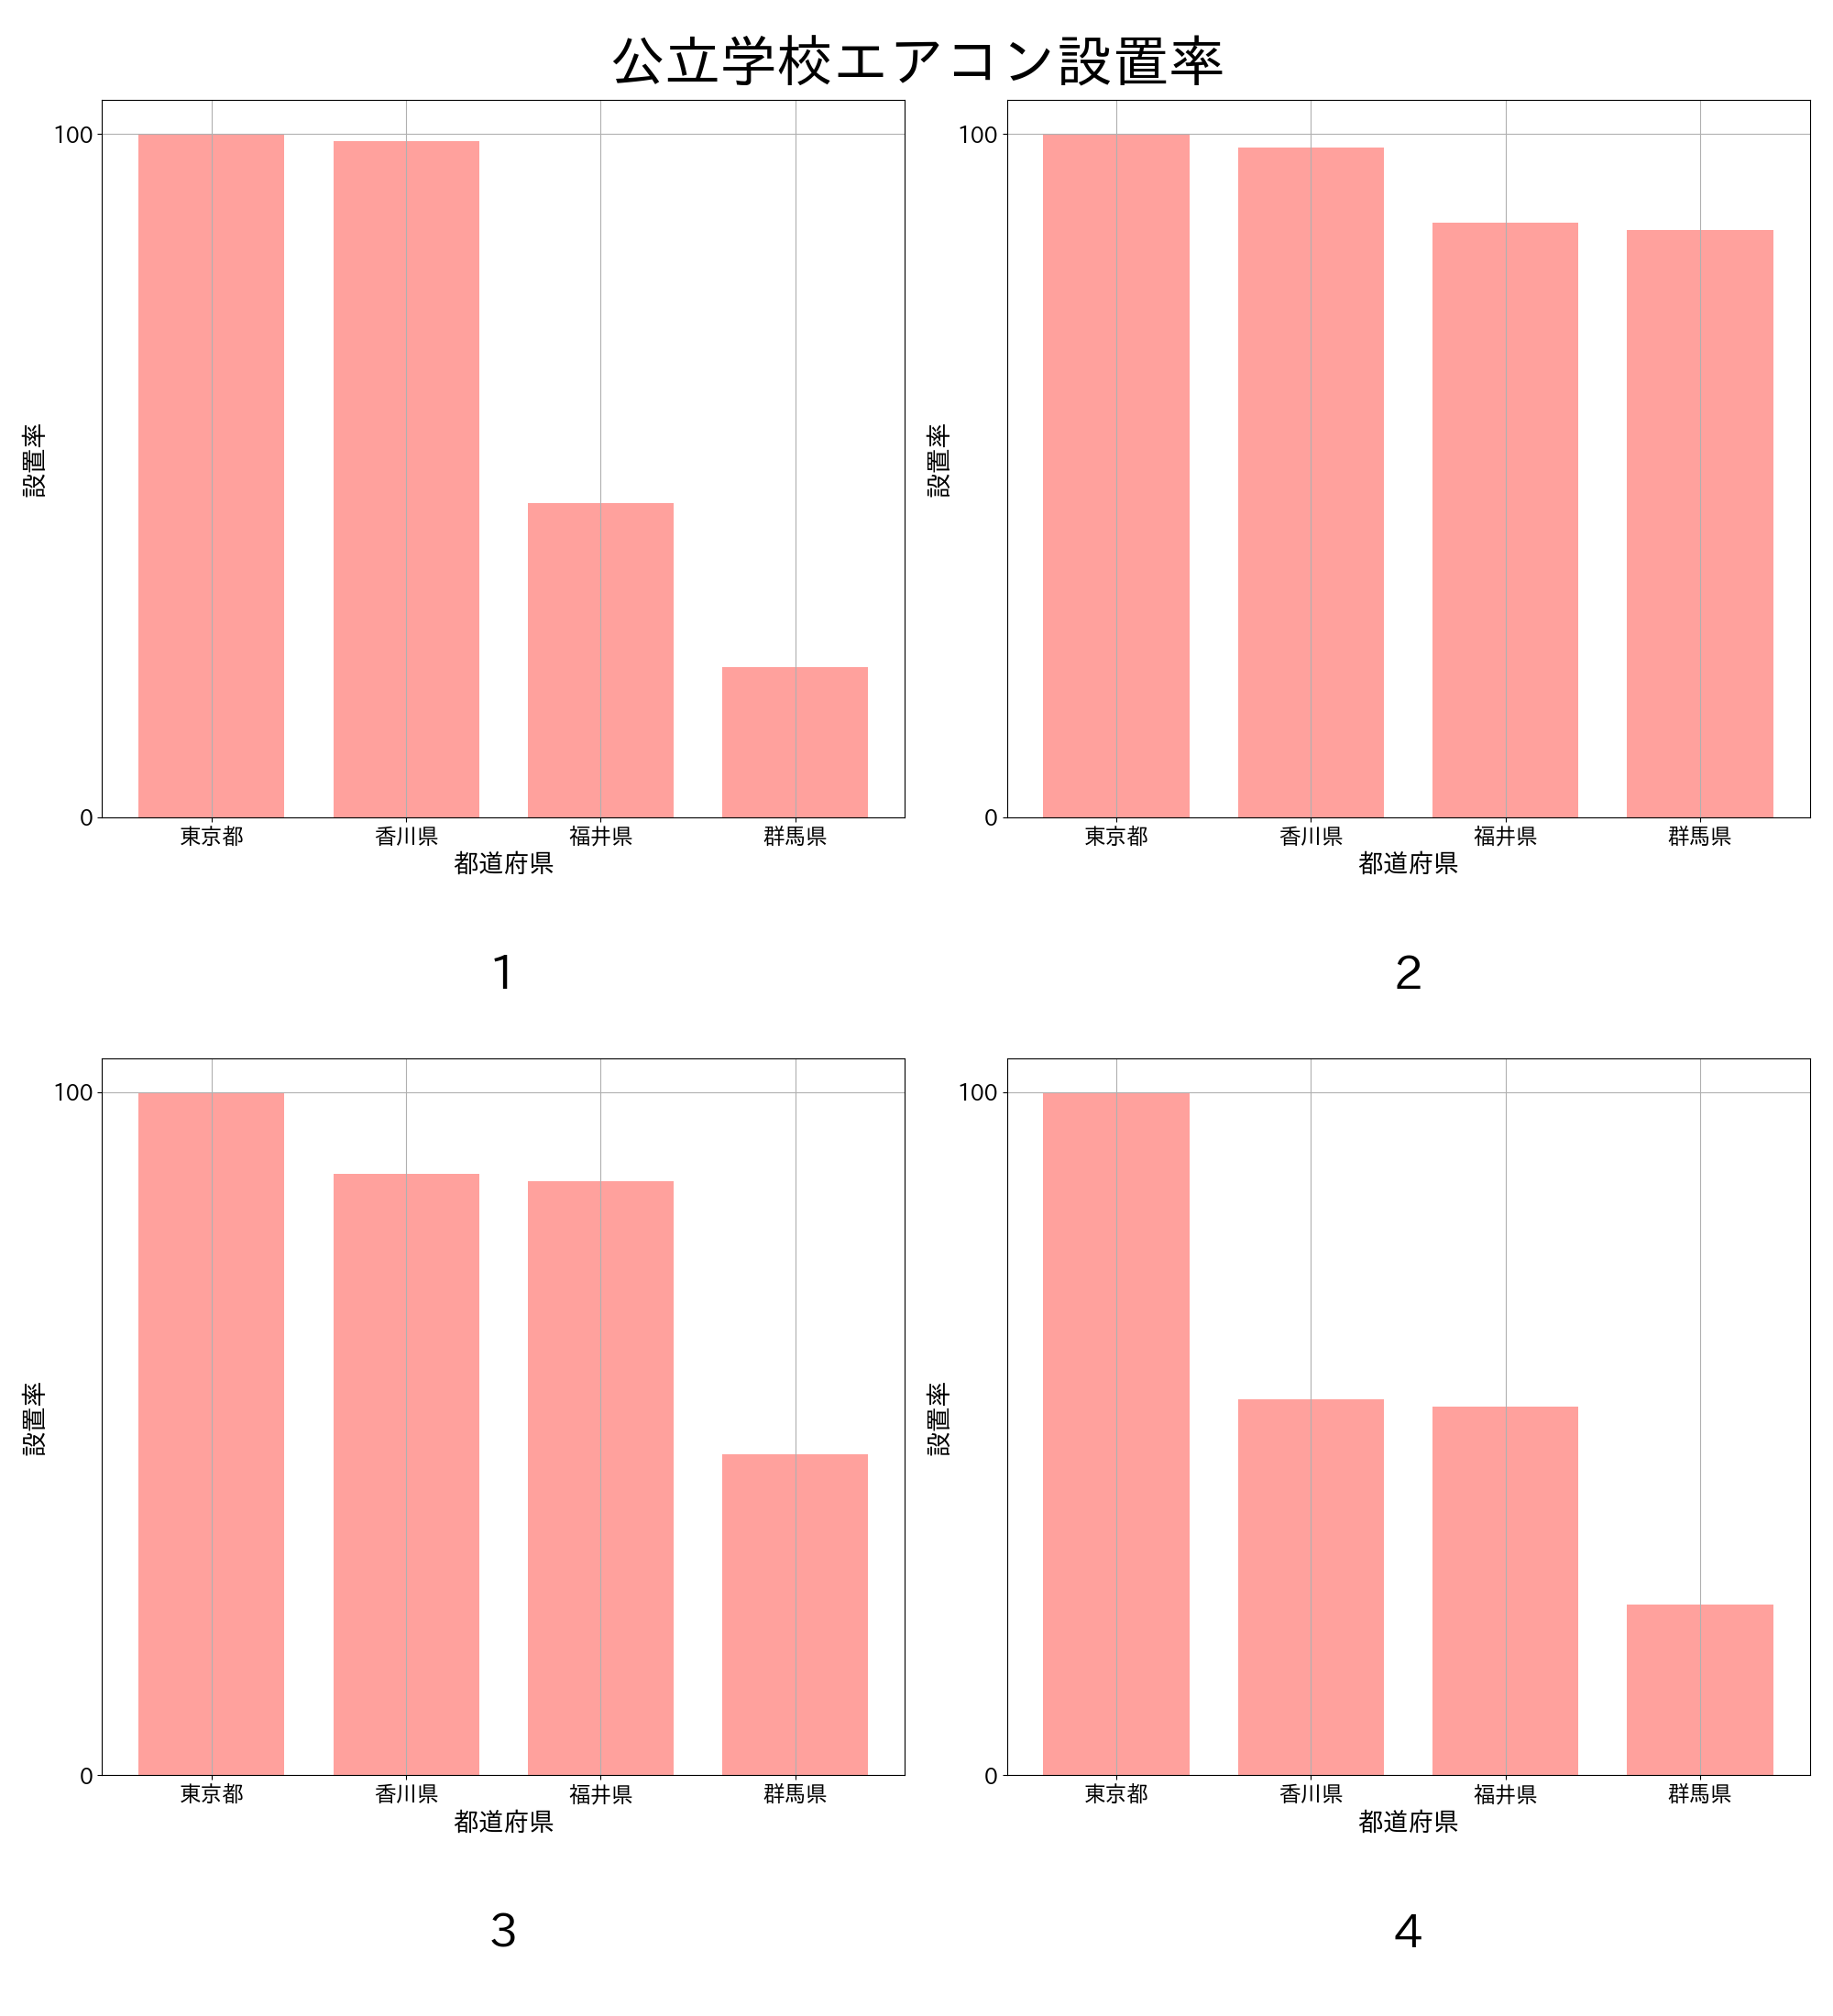 公立学校エアコン設置率
100
0
設置率
東京都 香川県 福井県 群馬県
都道府県
1
100
0
設置率
東京都 香川県 福井県 群馬県
都道府県
2
100
0
設置率
東京都 香川県 福井県 群馬県
都道府県
3
100
0
設置率
東京都 香川県 福井県 群馬県
都道府県
4